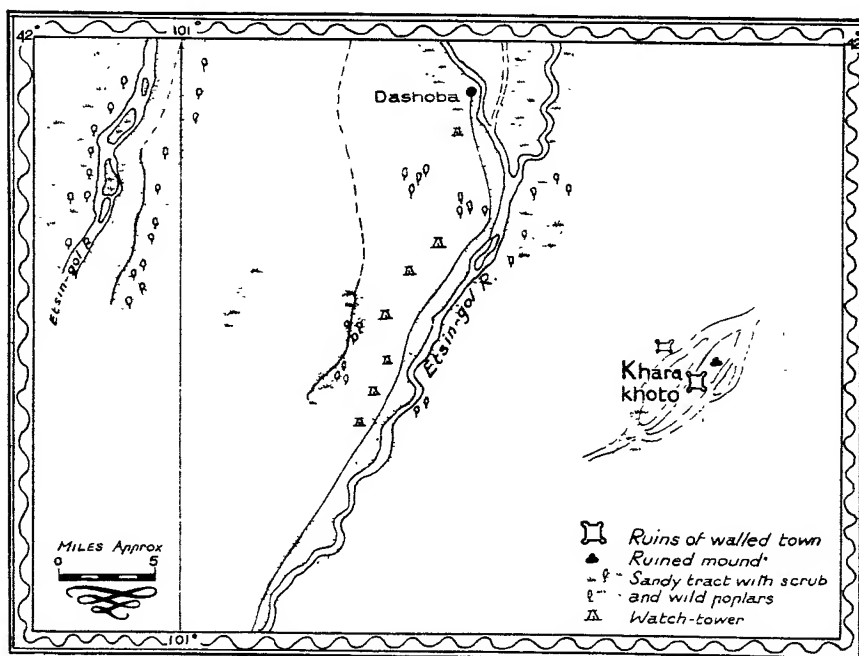 42°
101°
42°
Dashoba
Etsin-gol R.
Etsin-gol R.
Khara
khoto
MILES Approx
0 5
Ruins of walled town
Ruined mound
Sandy tract with scrub
and wild poplars
Watch-tower
101°